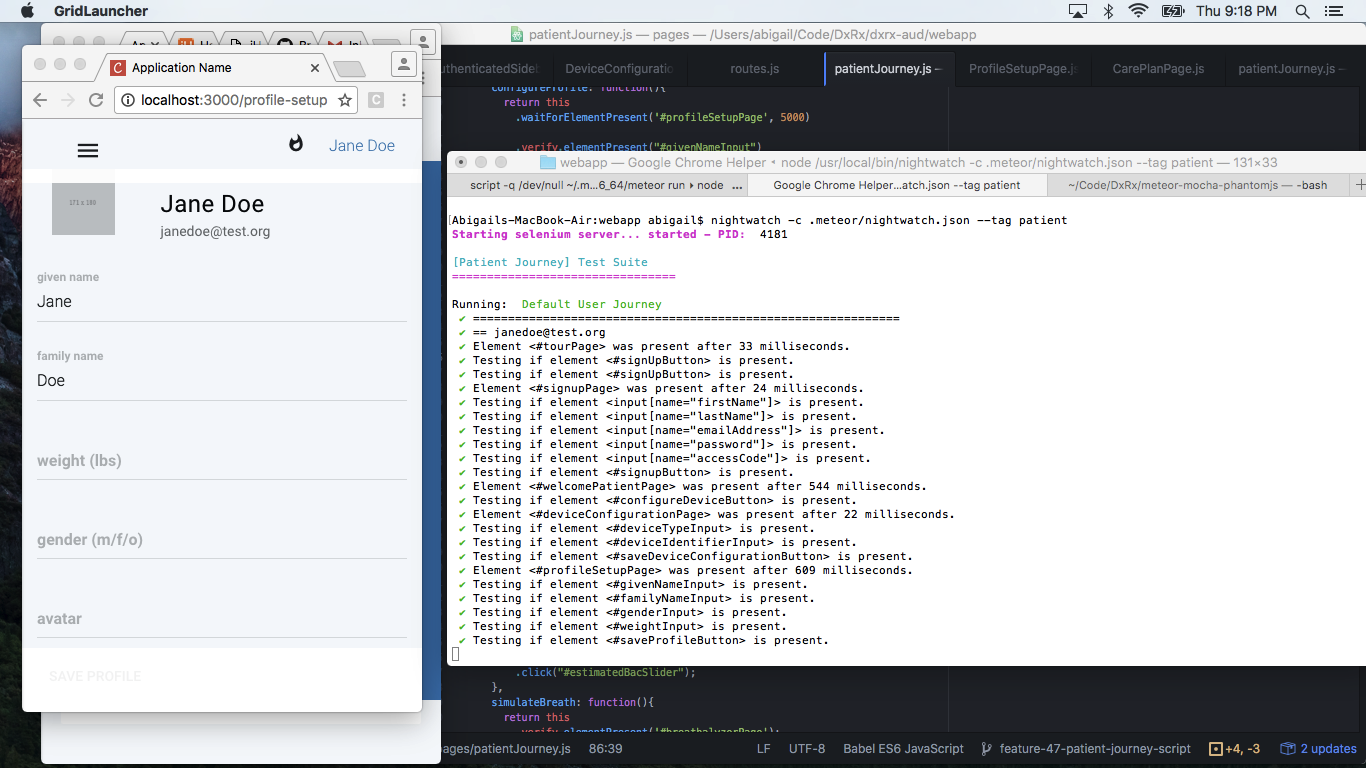 GridLauncher
Thu 9:18 PM
patientJourney.js — pages — /Users/abigail/Code/DxRx/dxrx-aud/webapp
Application Name
localhost:3000/profile-setup
Jane Doe
171 x 180
Jane Doe
janedoe@test.org
given name
Jane
family name
Doe
weight (lbs)
gender (m/f/o)
avatar
SAVE PROFILE
DeviceConfiguratio
routes.js
patientJourney.js —
ProfileSetupPage.j
CarePlanPage.js
patientJourney.js —
configureProfile: function(){
return this
.waitForElementPresent('#profileSetupPage', 5000)
.verify.elementPresent("#givenNameInput")
webapp — Google Chrome Helper • node /usr/local/bin/nightwatch -c .meteor/nightwatch.json --tag patient — 131×33
script -q /dev/null ~/.m...6_64/meteor run ▸ node ...
Google Chrome Helper...atch.json --tag patient
~/Code/DxRx/meteor-mocha-phantomjs — -bash
[Abigails-MacBook-Air:webapp abigail$ nightwatch -c .meteor/nightwatch.json --tag patient
Starting selenium server... started - PID:  4181
[Patient Journey] Test Suite
================================
Running:  Default User Journey
✔ =============================================================
✔ == janedoe@test.org
✔ Element <#tourPage> was present after 33 milliseconds.
✔ Testing if element <#signUpButton> is present.
✔ Testing if element <#signUpButton> is present.
✔ Element <#signupPage> was present after 24 milliseconds.
✔ Testing if element <input[name="firstName"]> is present.
✔ Testing if element <input[name="lastName"]> is present.
✔ Testing if element <input[name="emailAddress"]> is present.
✔ Testing if element <input[name="password"]> is present.
✔ Testing if element <input[name="accessCode"]> is present.
✔ Testing if element <#signupButton> is present.
✔ Element <#welcomePatientPage> was present after 544 milliseconds.
✔ Testing if element <#configureDeviceButton> is present.
✔ Element <#deviceConfigurationPage> was present after 22 milliseconds.
✔ Testing if element <#deviceTypeInput> is present.
✔ Testing if element <#deviceIdentifierInput> is present.
✔ Testing if element <#saveDeviceConfigurationButton> is present.
✔ Element <#profileSetupPage> was present after 609 milliseconds.
✔ Testing if element <#givenNameInput> is present.
✔ Testing if element <#familyNameInput> is present.
✔ Testing if element <#genderInput> is present.
✔ Testing if element <#weightInput> is present.
✔ Testing if element <#saveProfileButton> is present.
.click("#estimatedBacSlider");
},
simulateBreath: function(){
return this
.verify.elementPresent('#breathalyzerPage');
ages/patientJourney.js
86:39
LF
UTF-8
Babel ES6 JavaScript
feature-47-patient-journey-script
+4, -3
2 updates